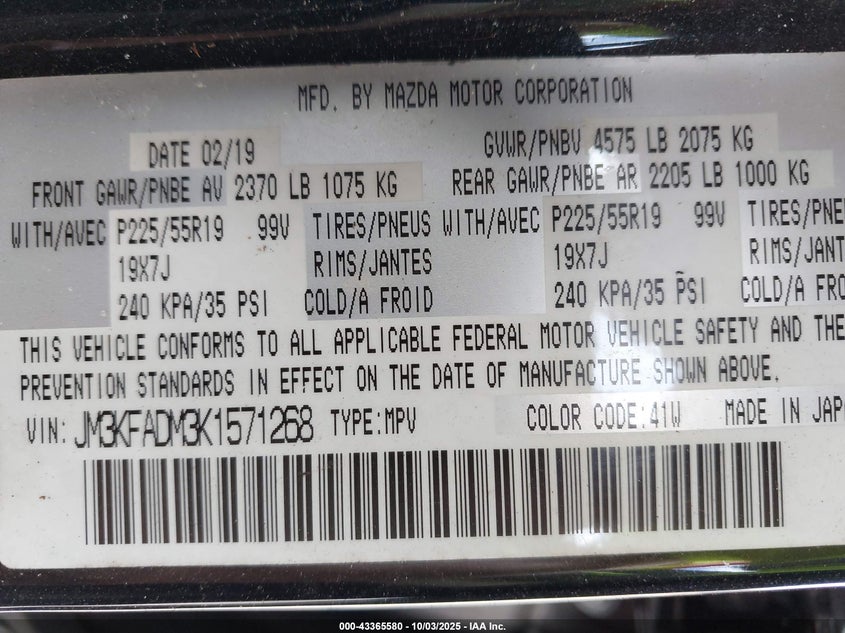 MFD. BY MAZDA MOTOR CORPORATION
DATE 02/19 GVWR/PNBV 4575 LB 2075 KG
FRONT GAWR/PNBE AV 2370 LB 1075 KG REAR GAWR/PNBE AR 2205 LB 1000 KG
WITH/AVEC P225/55R19 99V TIRES/PNEUS WITH/AVEC P225/55R19 99V TIRES/PNE
19X7J RIMS/JANTES 19X7J RIMS/JANT
240 KPA/35 PSI COLD/A FROID 240 KPA/35 PSI COLD/A FRO
THIS VEHICLE CONFORMS TO ALL APPLICABLE FEDERAL MOTOR VEHICLE SAFETY AND THE
PREVENTION STANDARDS IN EFFECT ON THE DATE OF MANUFACTURE SHOWN ABOVE.
VIN: JM3KFADM3K1571268 TYPE:MPV COLOR CODE:41W MADE IN JAP
000-43365580 - 10/03/2025 - IAA Inc.